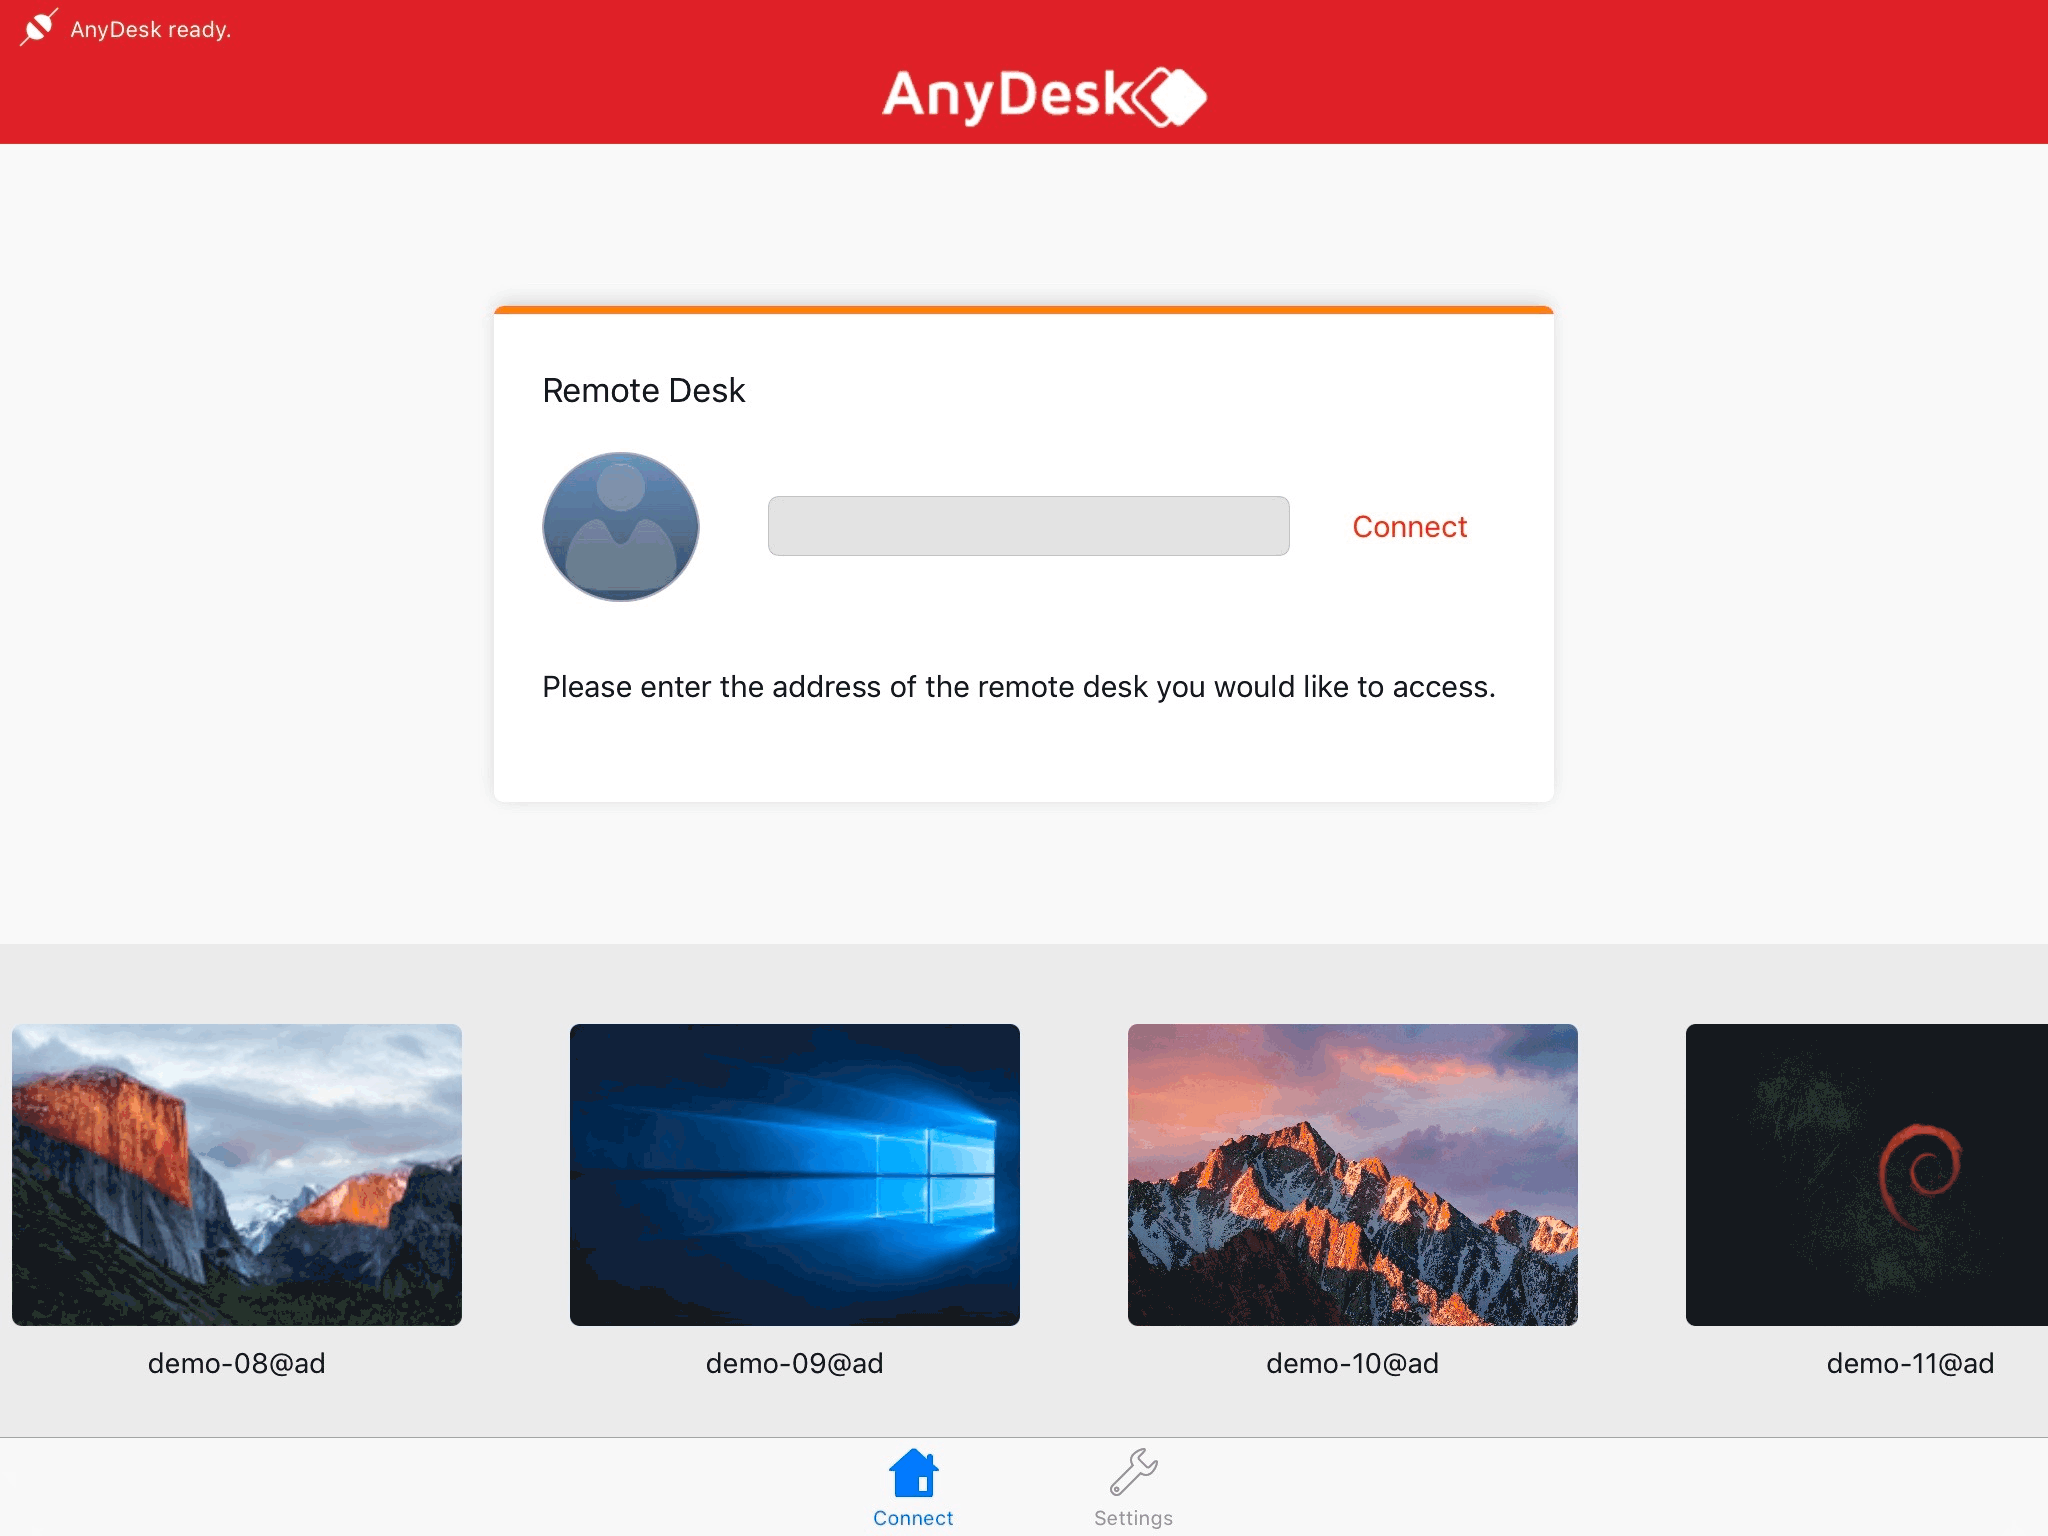 AnyDesk ready.
AnyDesk
Remote Desk
Connect
Please enter the address of the remote desk you would like to access.
demo-08@ad
demo-09@ad
demo-10@ad
demo-11@ad
Connect
Settings